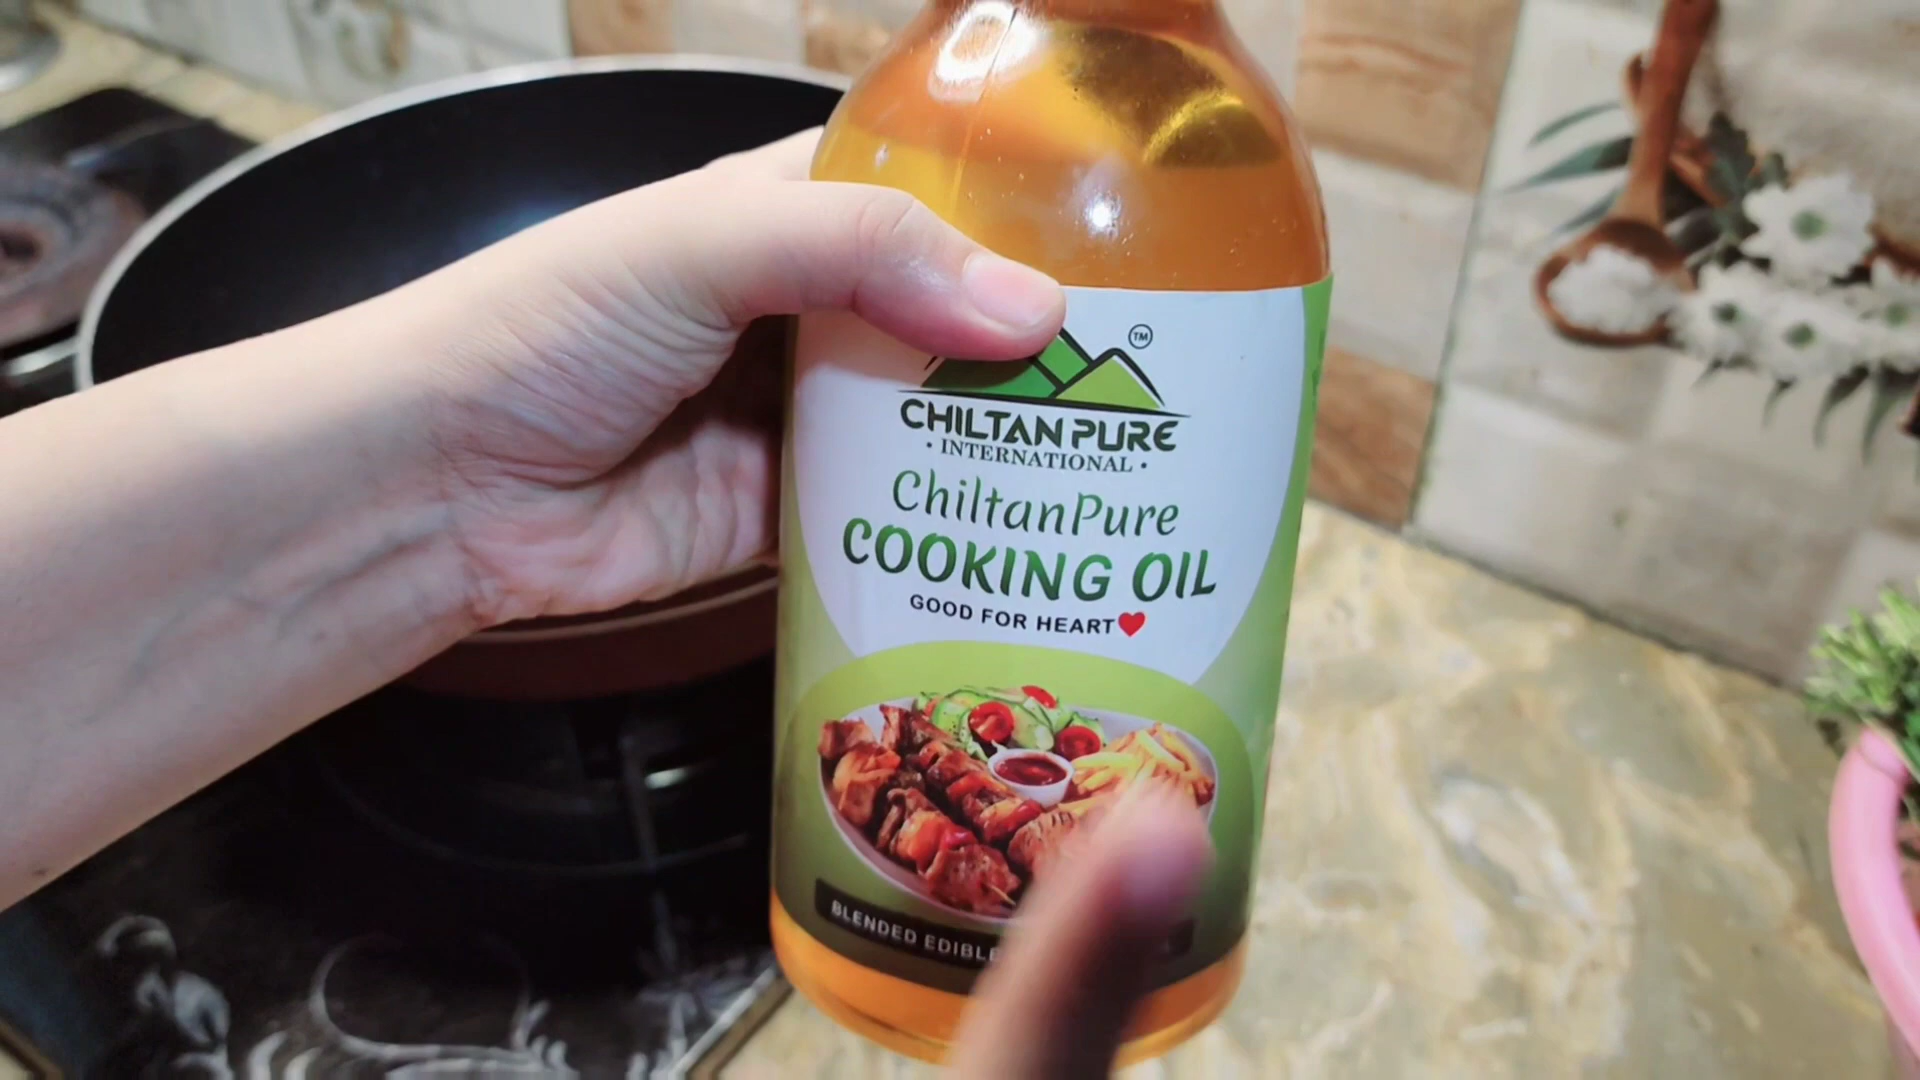 TM
CHILTAN PURE
• INTERNATIONAL •
ChiltanPure
COOKING OIL
GOOD FOR HEART
BLENDED EDIBLE